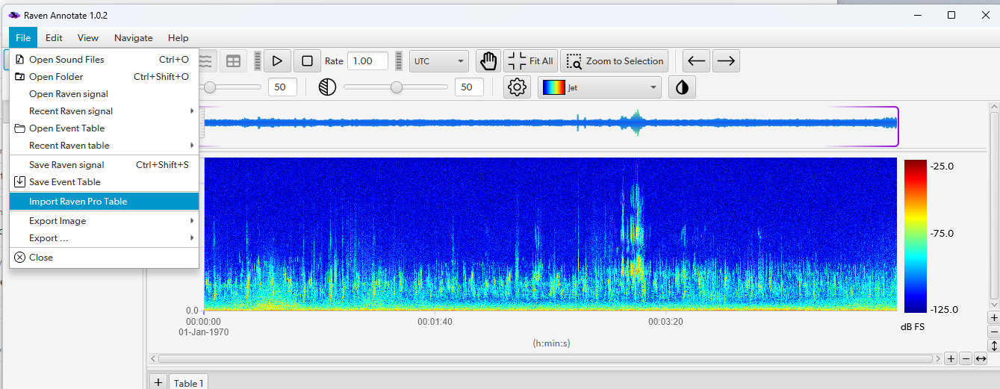 Raven Annotate 1.0.2
File Edit View Navigate Help
Open Sound Files Ctrl+O
Open Folder Ctrl+Shift+O
Open Raven signal
Recent Raven signal
Open Event Table
Recent Raven table
Save Raven signal Ctrl+Shift+S
Save Event Table
Import Raven Pro Table
Export Image
Export ...
Close
Rate 1.00 UTC Fit All Zoom to Selection
50 50 Jet
-25.0
-75.0
-125.0
dB FS
0.0
00:00:00 00:01:40 00:03:20
01-Jan-1970
(h:min:s)
+ Table 1